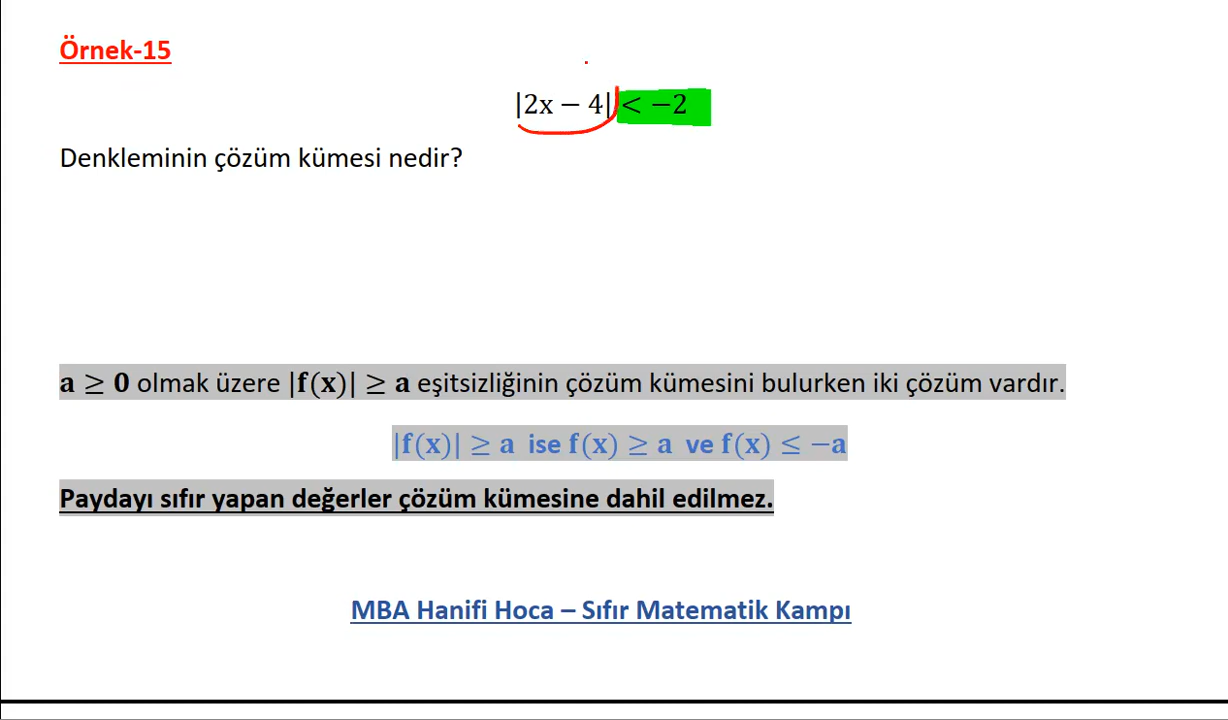 Örnek-15
|2x − 4| < −2
Denkleminin çözüm kümesi nedir?
a ≥ 0 olmak üzere |f(x)| ≥ a eşitsizliğinin çözüm kümesini bulurken iki çözüm vardır.
|f(x)| ≥ a ise f(x) ≥ a ve f(x) ≤ −a
Paydayı sıfır yapan değerler çözüm kümesine dahil edilmez.
MBA Hanifi Hoca – Sıfır Matematik Kampı